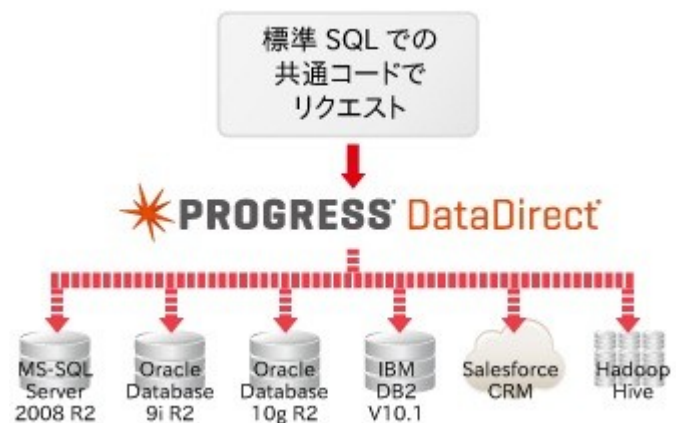 標準 SQL での
共通コードで
リクエスト
PROGRESS DataDirect
MS-SQL
Server
2008 R2
Oracle
Database
9i R2
Oracle
Database
10g R2
IBM
DB2
V10.1
Salesforce
CRM
Hadoop
Hive